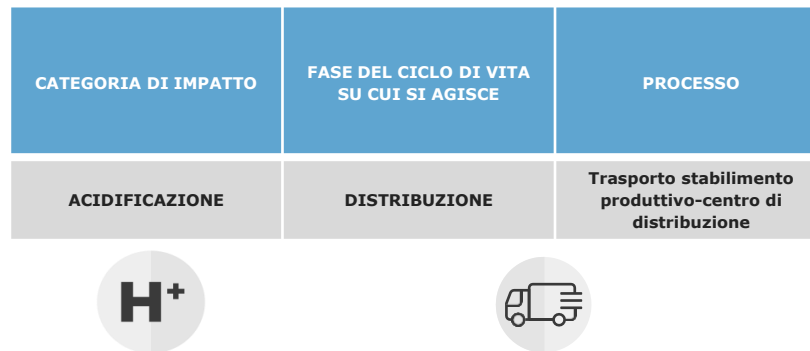 CATEGORIA DI IMPATTO
FASE DEL CICLO DI VITA
SU CUI SI AGISCE
PROCESSO
ACIDIFICAZIONE
DISTRIBUZIONE
Trasporto stabilimento
produttivo-centro di
distribuzione
H+